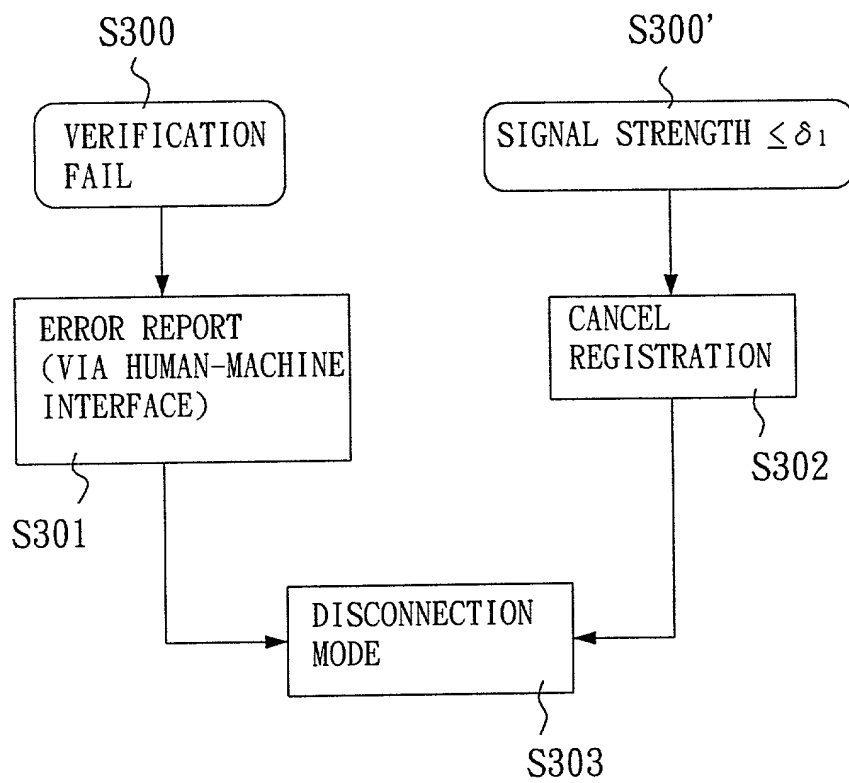 S300
S300'
VERIFICATION
FAIL
SIGNAL STRENGTH ≤ δ1
ERROR REPORT
(VIA HUMAN-MACHINE
INTERFACE)
CANCEL
REGISTRATION
S302
S301
DISCONNECTION
MODE
S303